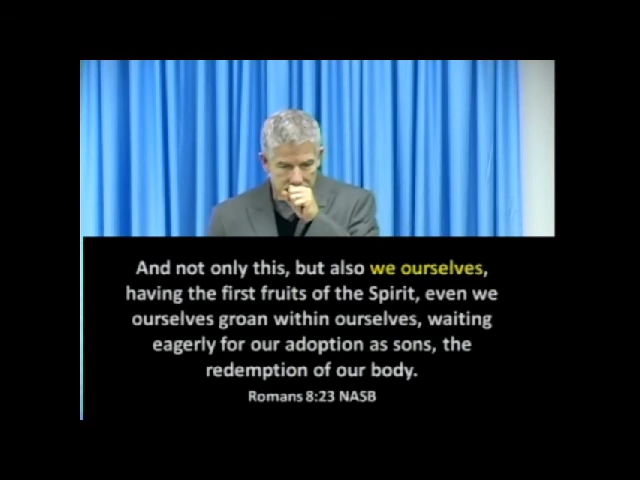 And not only this, but also we ourselves,
having the first fruits of the Spirit, even we
ourselves groan within ourselves, waiting
eagerly for our adoption as sons, the
redemption of our body.
Romans 8:23 NASB